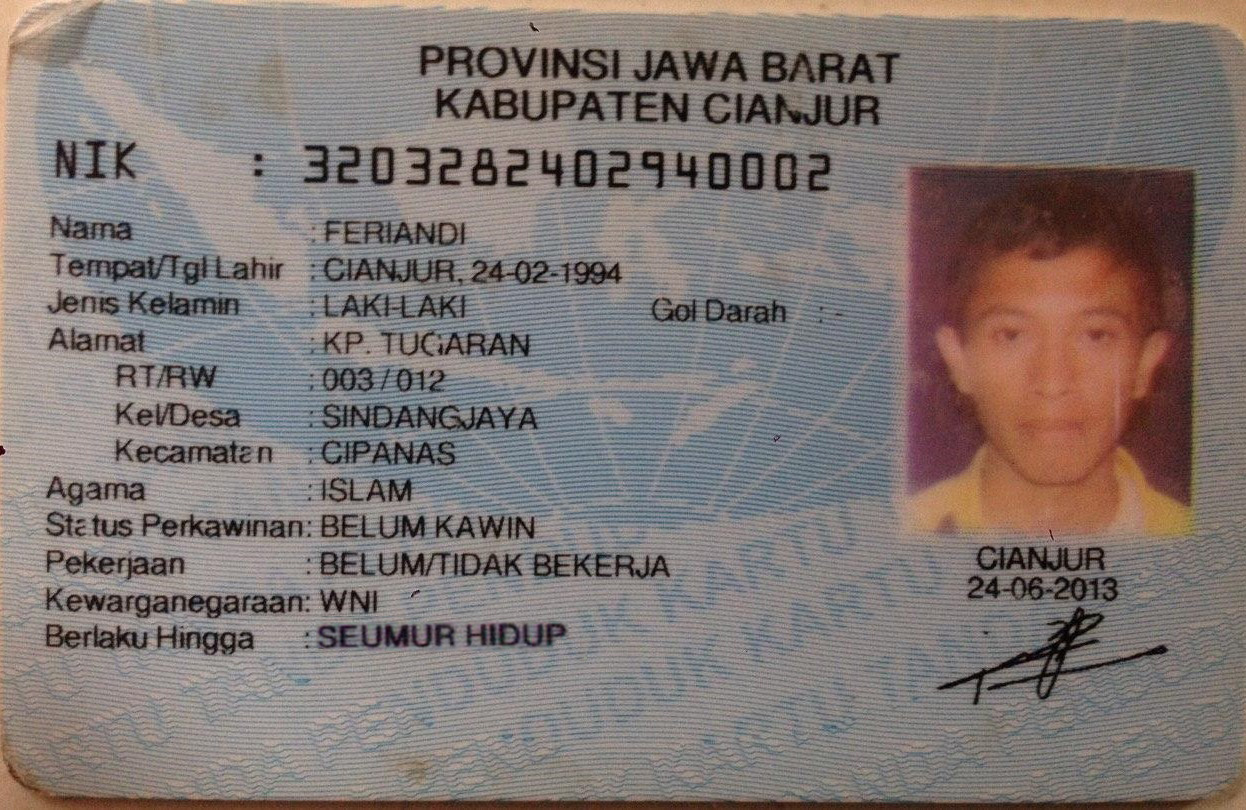 PROVINSI JAWA BARAT
KABUPATEN CIANJUR
NIK : 3203282402940002
Nama : FERIANDI
Tempat/Tgl Lahir : CIANJUR, 24-02-1994
Jenis Kelamin : LAKI-LAKI Gol Darah : -
Alamat : KP. TUGARAN
RT/RW : 003 / 012
Kel/Desa : SINDANGJAYA
Kecamatan : CIPANAS
Agama : ISLAM
Status Perkawinan : BELUM KAWIN
Pekerjaan : BELUM/TIDAK BEKERJA
Kewarganegaraan : WNI
Berlaku Hingga : SEUMUR HIDUP
CIANJUR
24-06-2013